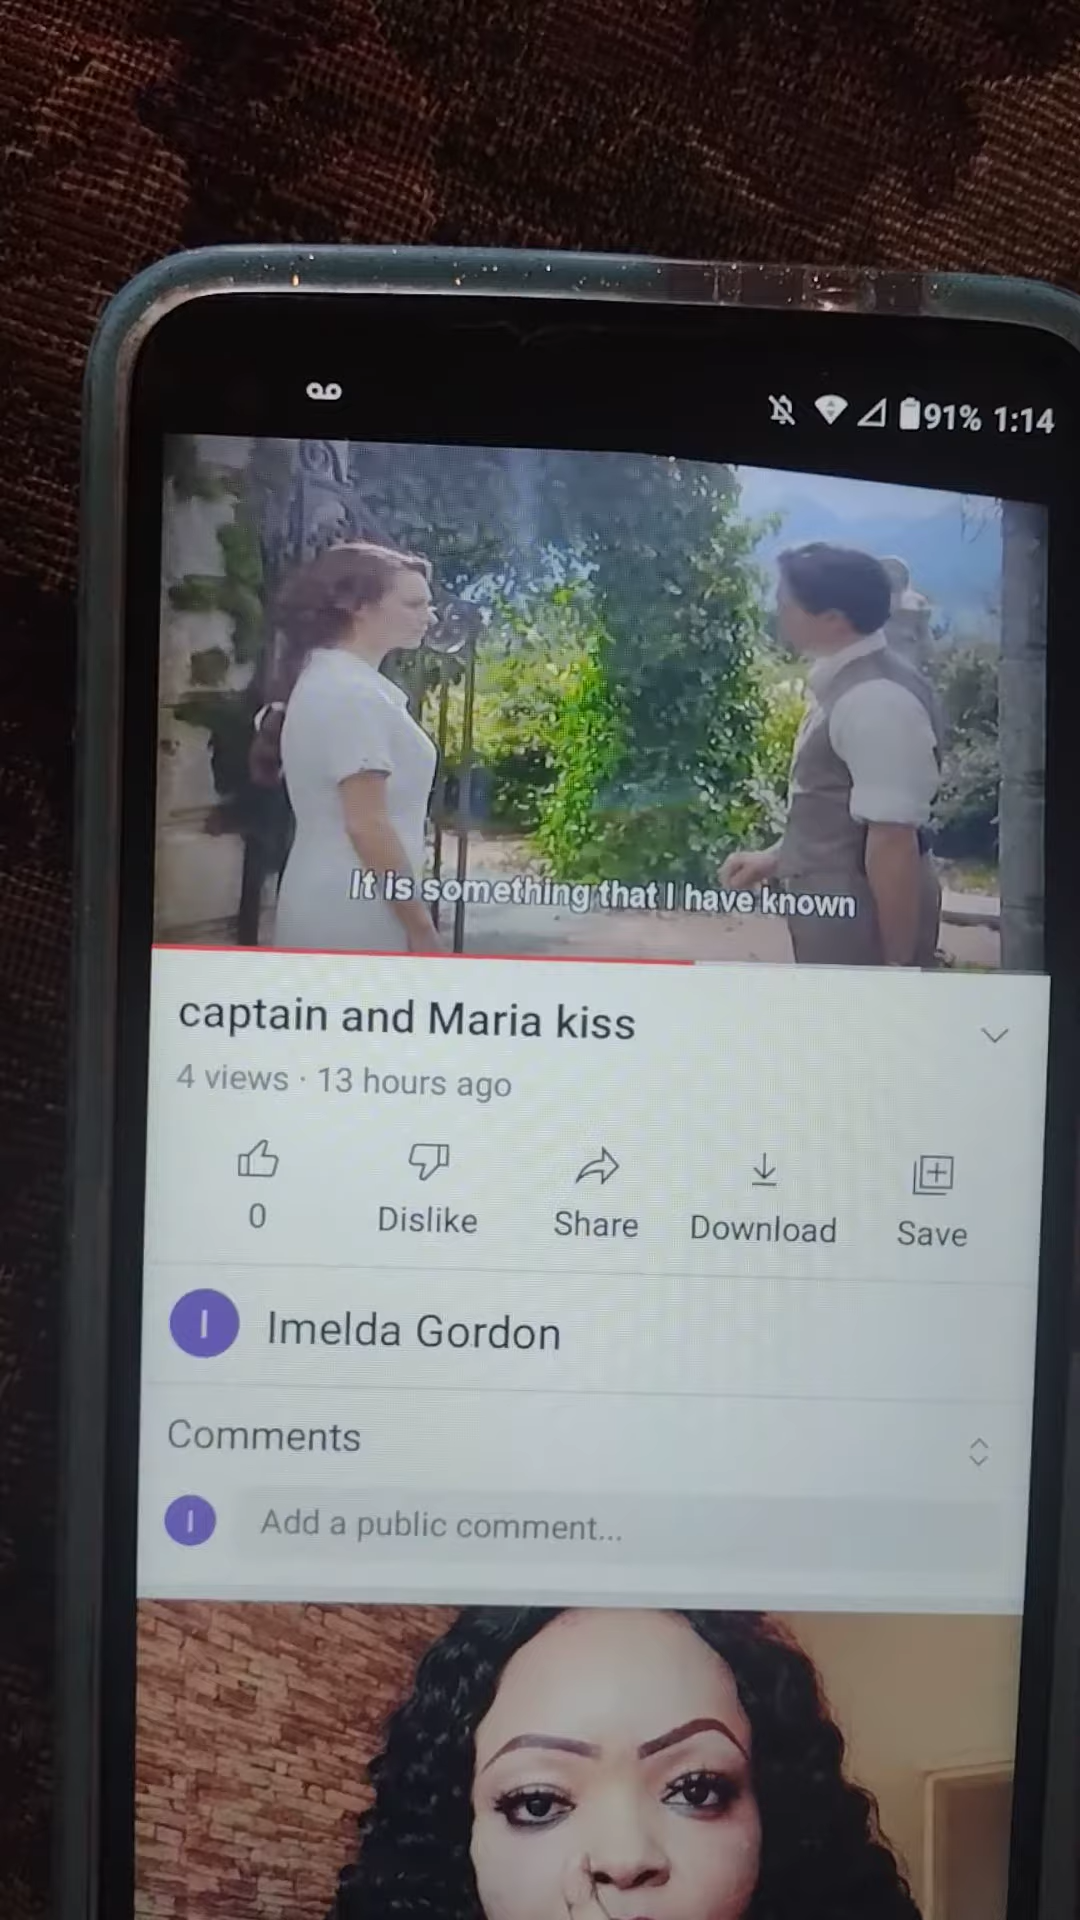 91% 1:14
It is something that I have known
captain and Maria kiss
4 views · 13 hours ago
0
Dislike
Share
Download
Save
I
Imelda Gordon
Comments
I
Add a public comment...